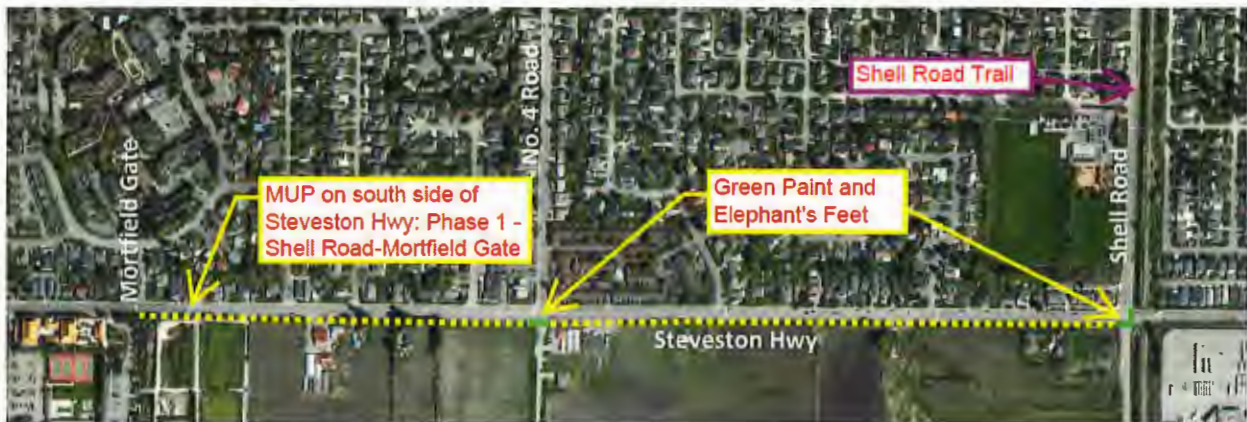 Shell Road Trail
No. 4 Road
Mortfield Gate
MUP on south side of
Steveston Hwy: Phase 1 -
Shell Road-Mortfield Gate
Green Paint and
Elephant's Feet
Shell Road
Steveston Hwy